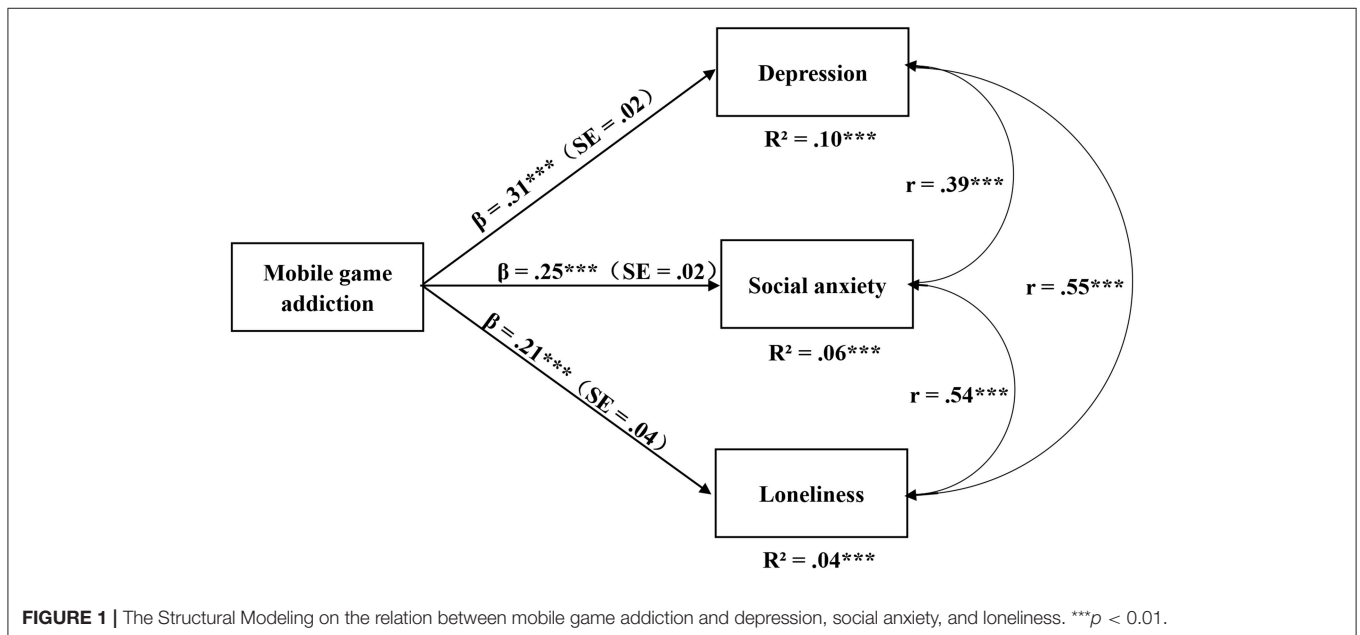 Depression
R² = .10***
β = .31***（SE = .02）
r = .39***
Mobile game
addiction
β = .25***（SE = .02）
Social anxiety
r = .55***
R² = .06***
β = .21***（SE = .04）
r = .54***
Loneliness
R² = .04***
FIGURE 1 | The Structural Modeling on the relation between mobile game addiction and depression, social anxiety, and loneliness. ***p < 0.01.